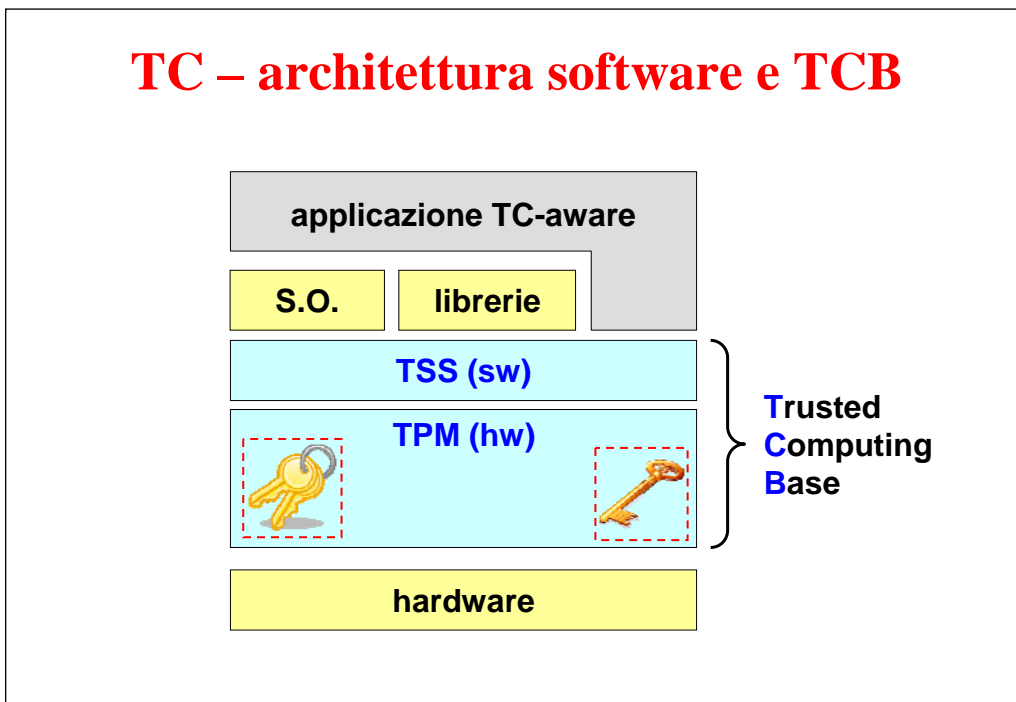 TC – architettura software e TCB
applicazione TC-aware
S.O.
librerie
TSS (sw)
TPM (hw)
Trusted
Computing
Base
hardware